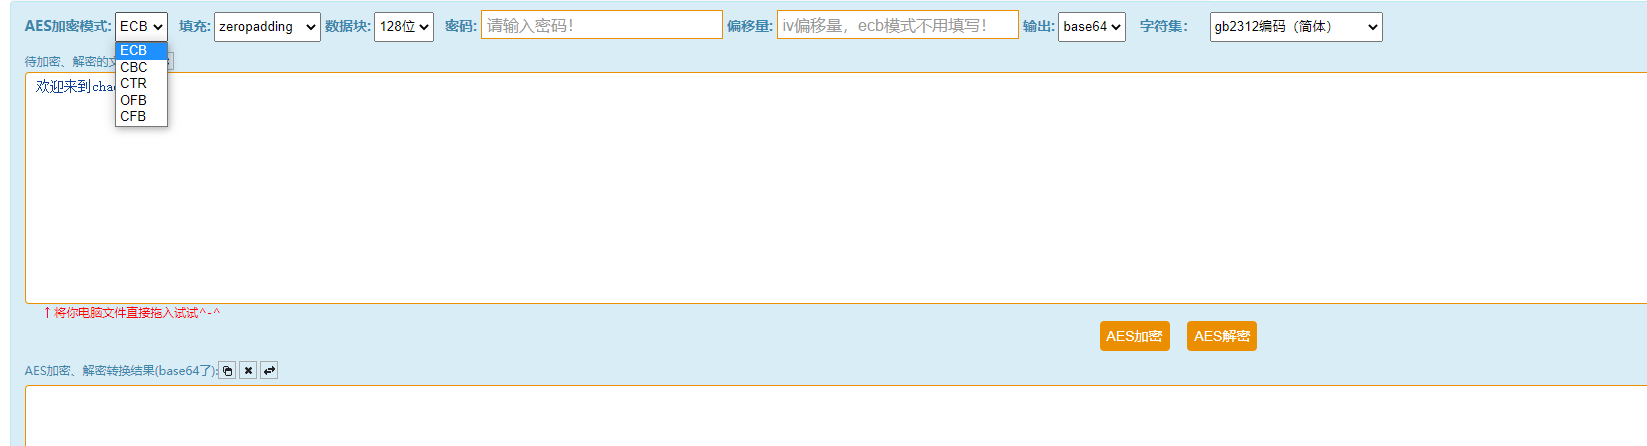 AES加密模式: ECB 填充: zeropadding 数据块: 128位 密码: 请输入密码! 偏移量: iv偏移量，ecb模式不用填写! 输出: base64 字符集: gb2312编码（简体）
ECB
CBC
CTR
OFB
CFB
待加密、解密的
欢迎来到
↑将你电脑文件直接拖入试试^-^
AES加密 AES解密
AES加密、解密转换结果(base64了):